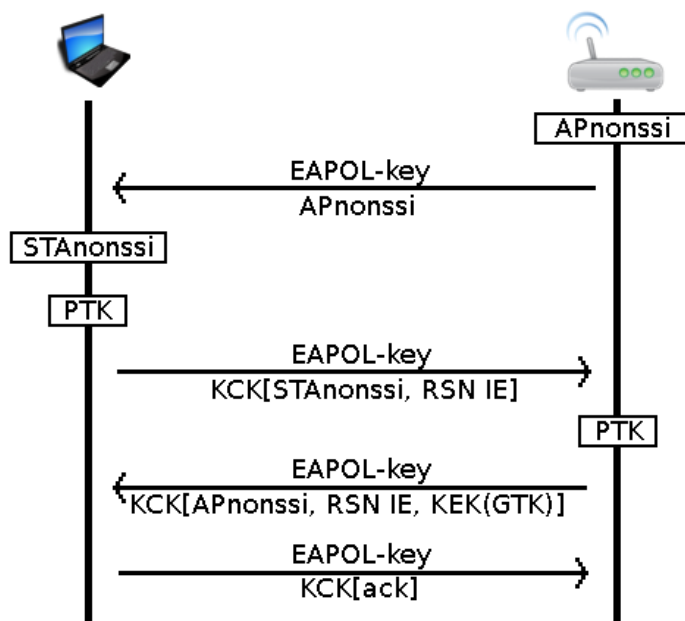 APnonssi
EAPOL-key
APnonssi
STAnonssi
PTK
EAPOL-key
KCK[STAnonssi, RSN IE]
PTK
EAPOL-key
KCK[APnonssi, RSN IE, KEK(GTK)]
EAPOL-key
KCK[ack]